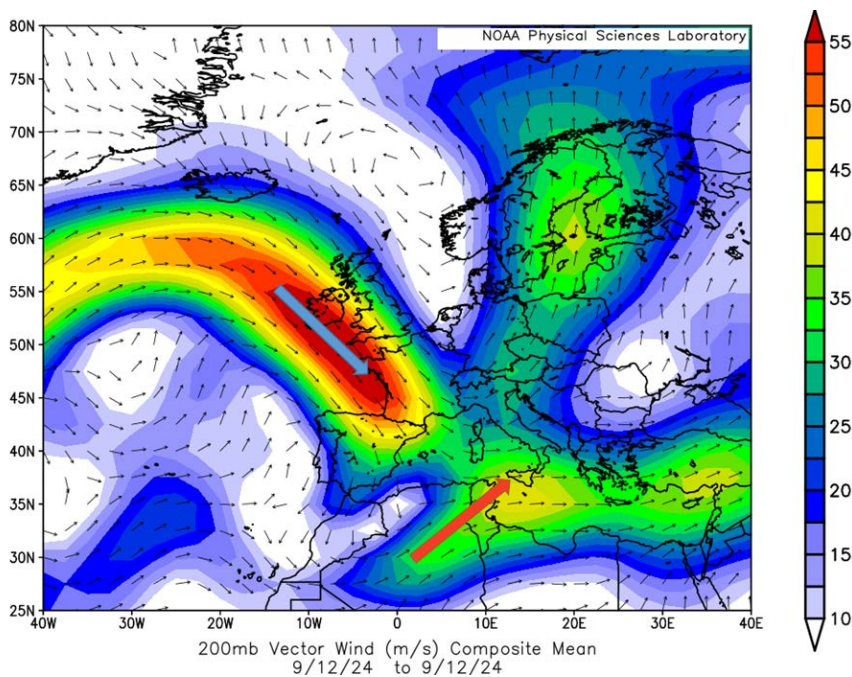 NOAA Physical Sciences Laboratory
80N
75N
70N
65N
60N
55N
50N
45N
40N
35N
30N
25N
40W
30W
20W
10W
0
10E
20E
30E
40E
55
50
45
40
35
30
25
20
15
10
200mb Vector Wind (m/s) Composite Mean
9/12/24 to 9/12/24